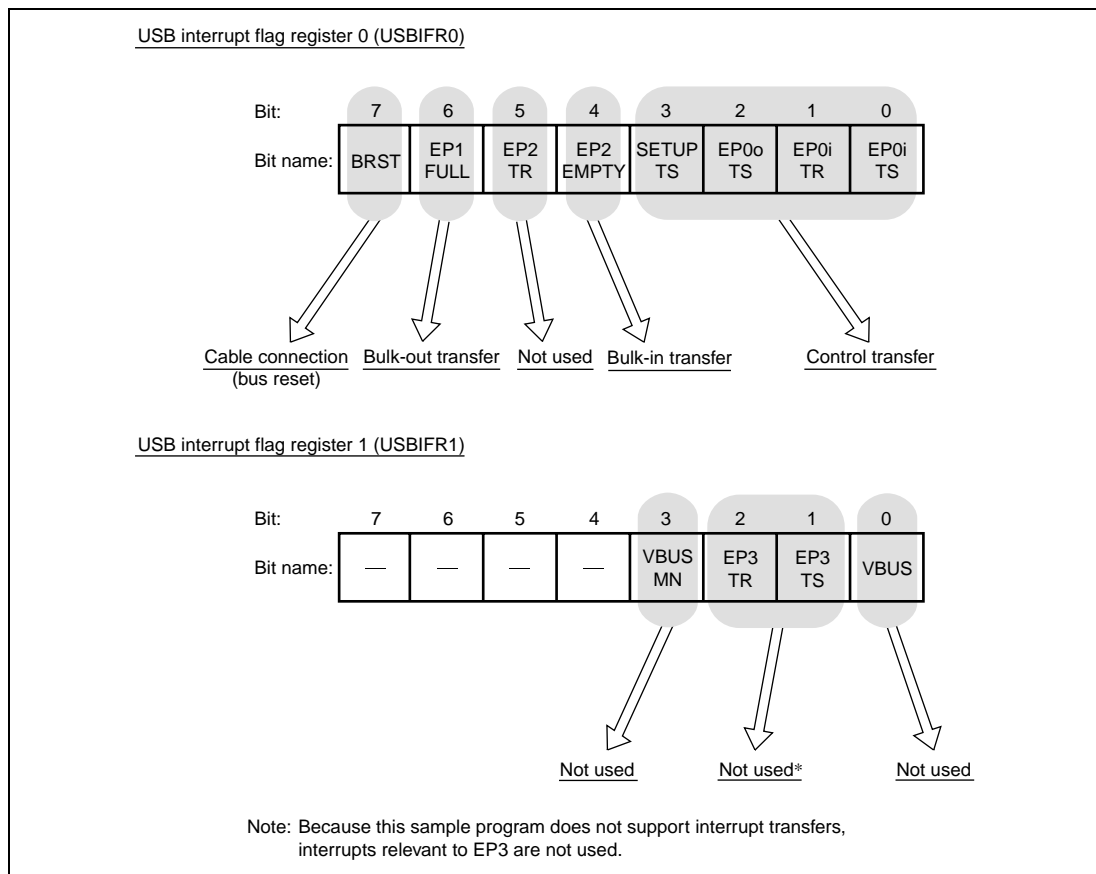 USB interrupt flag register 0 (USBIFR0)
Bit: 7 6 5 4 3 2 1 0
Bit name: BRST EP1 FULL EP2 TR EP2 EMPTY SETUP TS EP0o TS EP0i TR EP0i TS
Cable connection (bus reset) Bulk-out transfer Not used Bulk-in transfer Control transfer
USB interrupt flag register 1 (USBIFR1)
Bit: 7 6 5 4 3 2 1 0
Bit name: — — — — VBUS MN EP3 TR EP3 TS VBUS
Not used Not used* Not used
Note: Because this sample program does not support interrupt transfers,
interrupts relevant to EP3 are not used.